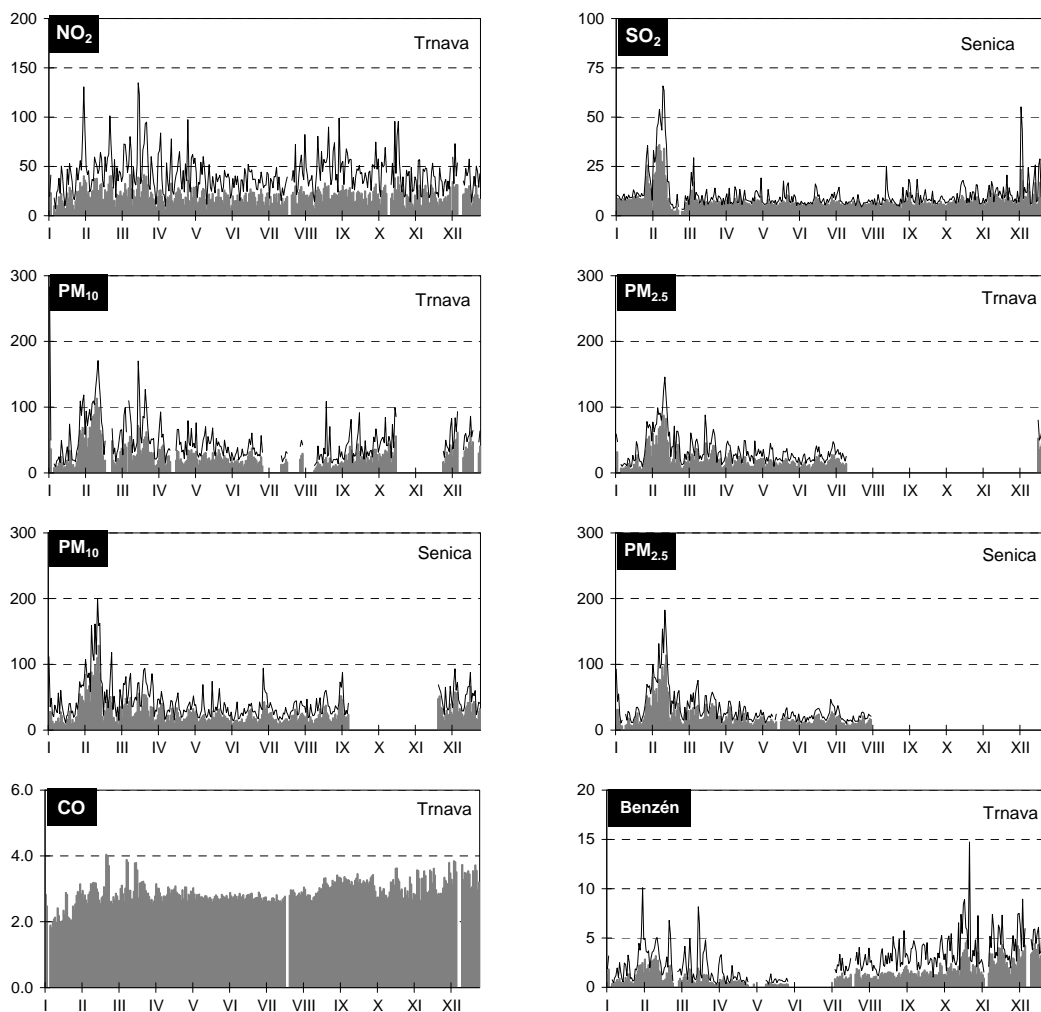 NO2
Trnava
200
150
100
50
0
I II III IV V VI VII VIII IX X XI XII
SO2
Senica
100
75
50
25
0
I II III IV V VI VII VIII IX X XI XII
PM10
Trnava
300
200
100
0
I II III IV V VI VII VIII IX X XI XII
PM2.5
Trnava
300
200
100
0
I II III IV V VI VII VIII IX X XI XII
PM10
Senica
300
200
100
0
I II III IV V VI VII VIII IX X XI XII
PM2.5
Senica
300
200
100
0
I II III IV V VI VII VIII IX X XI XII
CO
Trnava
6.0
4.0
2.0
0.0
I II III IV V VI VII VIII IX X XI XII
Benzén
Trnava
20
15
10
5
0
I II III IV V VI VII VIII IX X XI XII